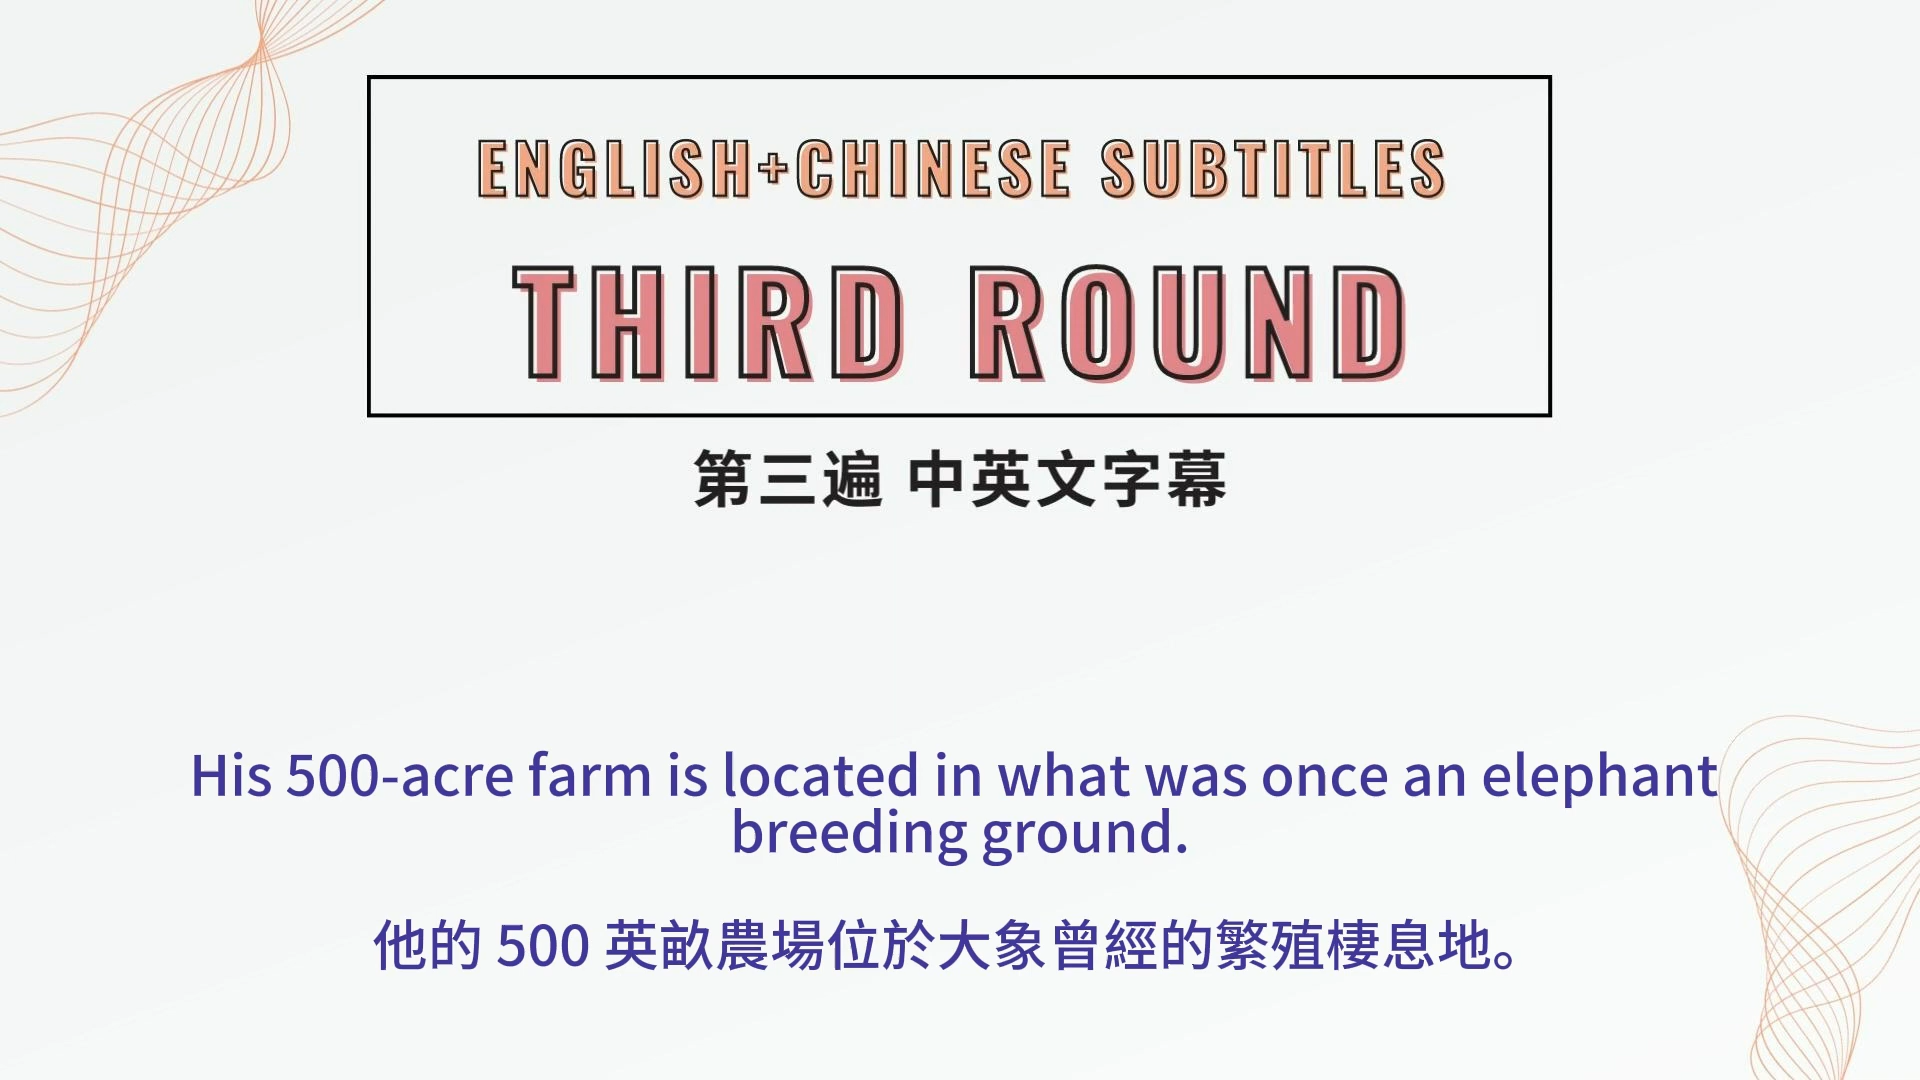 ENGLISH+CHINESE SUBTITLES
THIRD ROUND
第三遍 中英文字幕
His 500-acre farm is located in what was once an elephant
breeding ground.
他的 500 英畝農場位於大象曾經的繁殖棲息地。